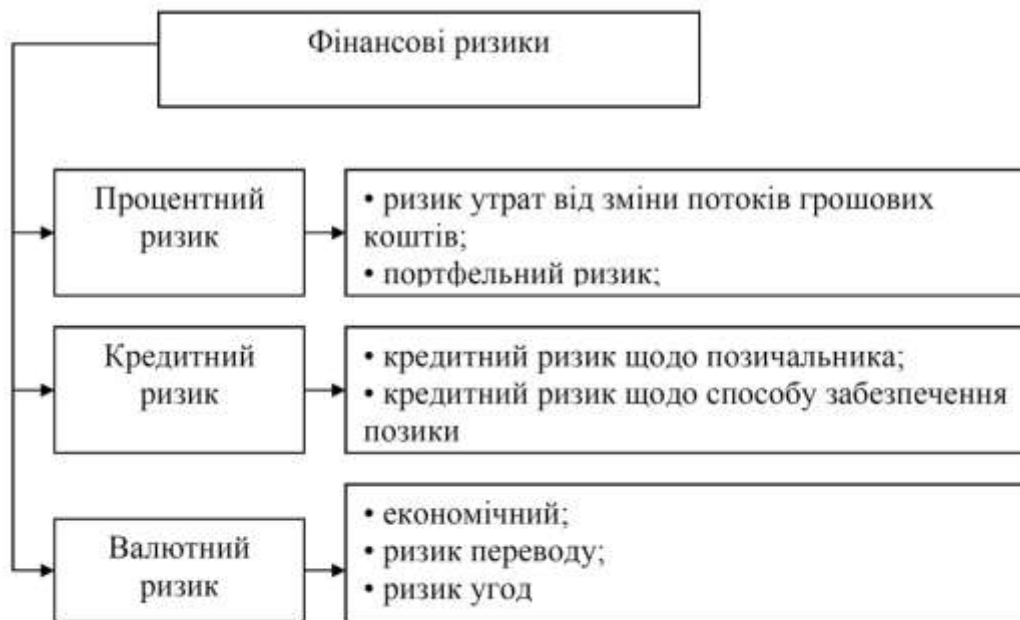 Фінансові ризики
Процентний
ризик
• ризик утрат від зміни потоків грошових
коштів;
• портфельний ризик;
Кредитний
ризик
• кредитний ризик щодо позичальника;
• кредитний ризик щодо способу забезпечення
позики
Валютний
ризик
• економічний;
• ризик переводу;
• ризик угод